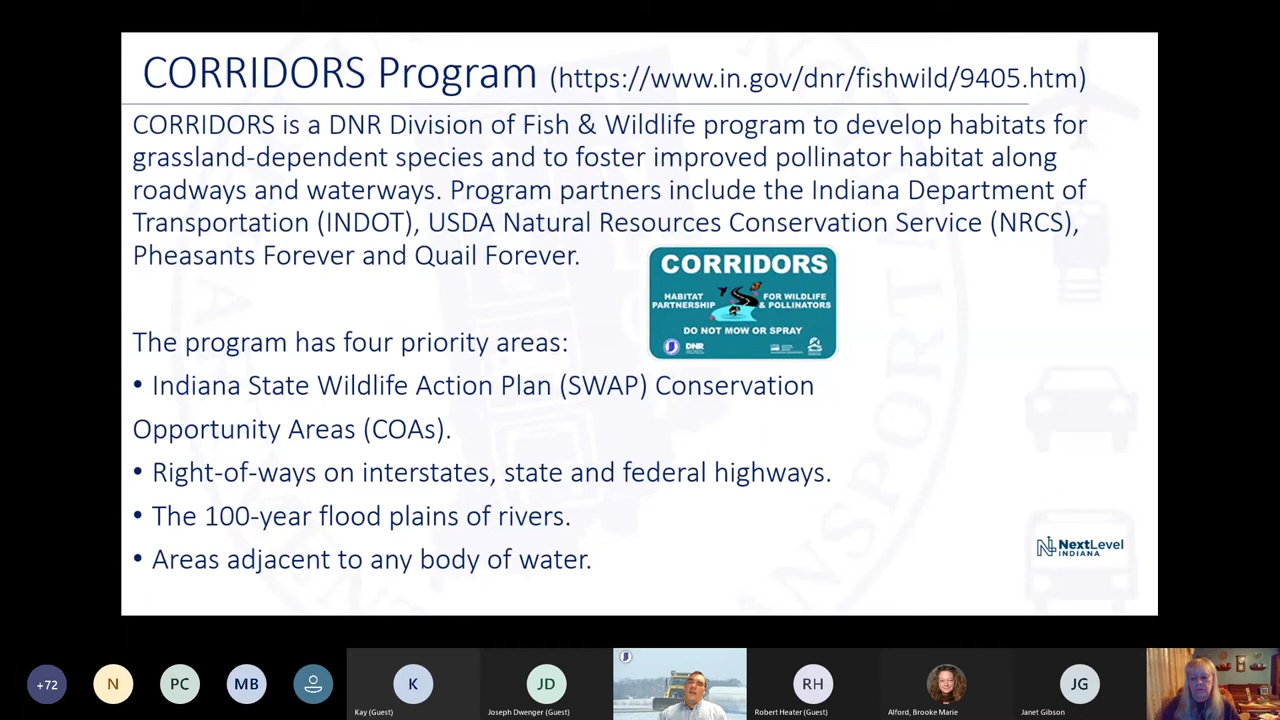 CORRIDORS Program (https://www.in.gov/dnr/fishwild/9405.htm)
CORRIDORS is a DNR Division of Fish & Wildlife program to develop habitats for
grassland-dependent species and to foster improved pollinator habitat along
roadways and waterways. Program partners include the Indiana Department of
Transportation (INDOT), USDA Natural Resources Conservation Service (NRCS),
Pheasants Forever and Quail Forever.
CORRIDORS
HABITAT PARTNERSHIP
FOR WILDLIFE & POLLINATORS
DO NOT MOW OR SPRAY
DNR
The program has four priority areas:
• Indiana State Wildlife Action Plan (SWAP) Conservation
Opportunity Areas (COAs).
• Right-of-ways on interstates, state and federal highways.
• The 100-year flood plains of rivers.
• Areas adjacent to any body of water.
NextLevel
INDIANA
+72
N
PC
MB
K
Kay (Guest)
JD
Joseph Dwenger (Guest)
RH
Robert Heater (Guest)
Alford, Brooke Marie
JG
Janet Gibson